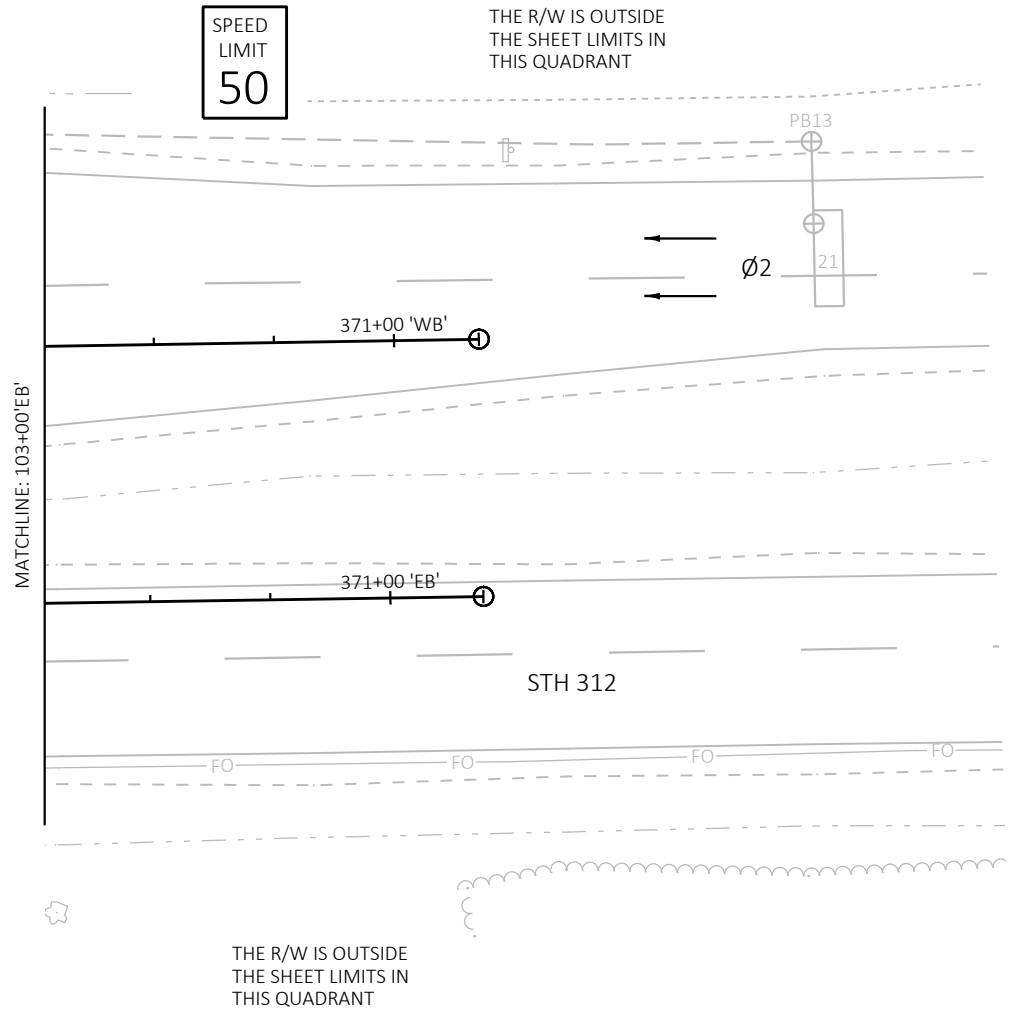 SPEED
LIMIT
50
THE R/W IS OUTSIDE
THE SHEET LIMITS IN
THIS QUADRANT
PB13
Ø2
21
371+00 'WB'
MATCHLINE: 103+00'EB'
371+00 'EB'
STH 312
FO
FO
FO
FO
THE R/W IS OUTSIDE
THE SHEET LIMITS IN
THIS QUADRANT